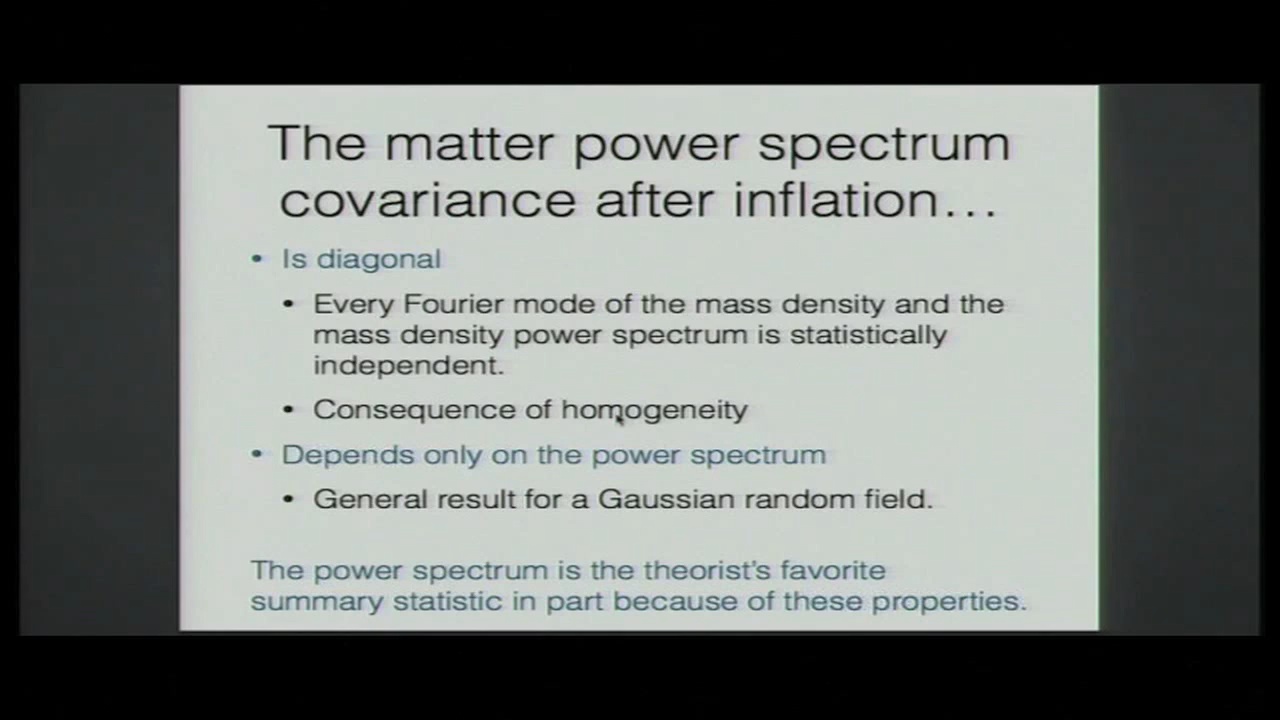 The matter power spectrum
covariance after inflation…
• Is diagonal
• Every Fourier mode of the mass density and the
mass density power spectrum is statistically
independent.
• Consequence of homogeneity
• Depends only on the power spectrum
• General result for a Gaussian random field.
The power spectrum is the theorist's favorite
summary statistic in part because of these properties.